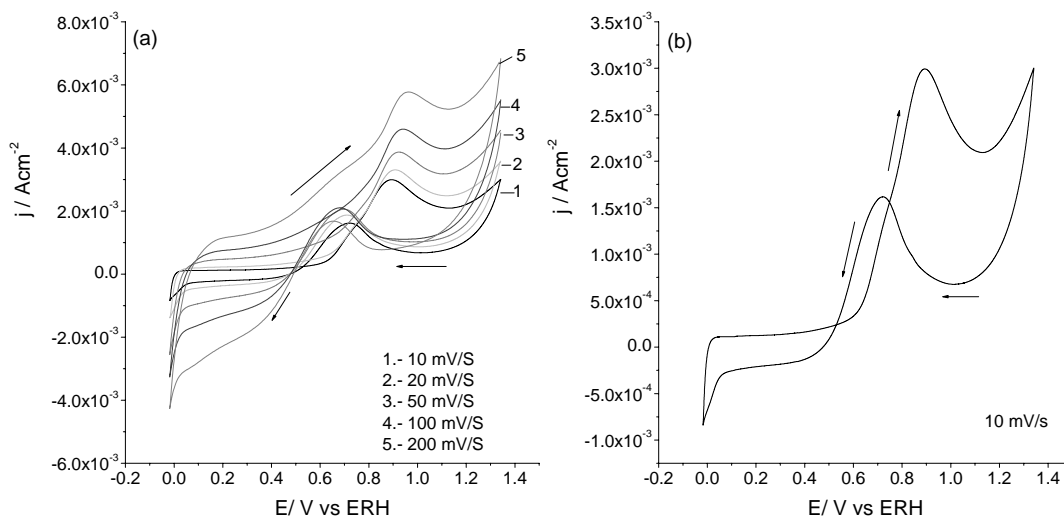 (a)
8.0x10⁻³
6.0x10⁻³
4.0x10⁻³
2.0x10⁻³
0.0
-2.0x10⁻³
-4.0x10⁻³
-6.0x10⁻³
j / Acm⁻²
5
4
3
2
1
1.- 10 mV/S
2.- 20 mV/S
3.- 50 mV/S
4.- 100 mV/S
5.- 200 mV/S
-0.2 0.0 0.2 0.4 0.6 0.8 1.0 1.2 1.4
E/ V vs ERH
(b)
3.5x10⁻³
3.0x10⁻³
2.5x10⁻³
2.0x10⁻³
1.5x10⁻³
1.0x10⁻³
5.0x10⁻⁴
0.0
-5.0x10⁻⁴
-1.0x10⁻³
j / Acm⁻²
10 mV/s
-0.2 0.0 0.2 0.4 0.6 0.8 1.0 1.2 1.4
E/ V vs ERH